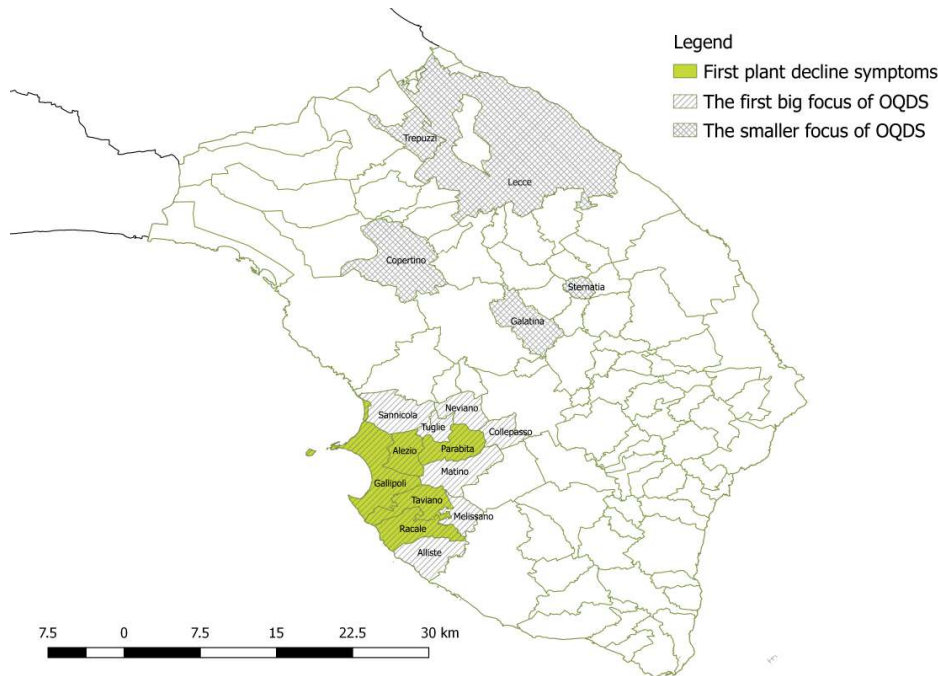 Legend
First plant decline symptoms
The first big focus of OQDS
The smaller focus of OQDS
Trepuzzi
Lecce
Copertino
Sternatia
Galatina
Neviano
Sannicola
Tuglie
Collepasso
Alezio
Parabita
Matino
Gallipoli
Taviano
Melissano
Racale
Alliste
7.5 0 7.5 15 22.5 30 km